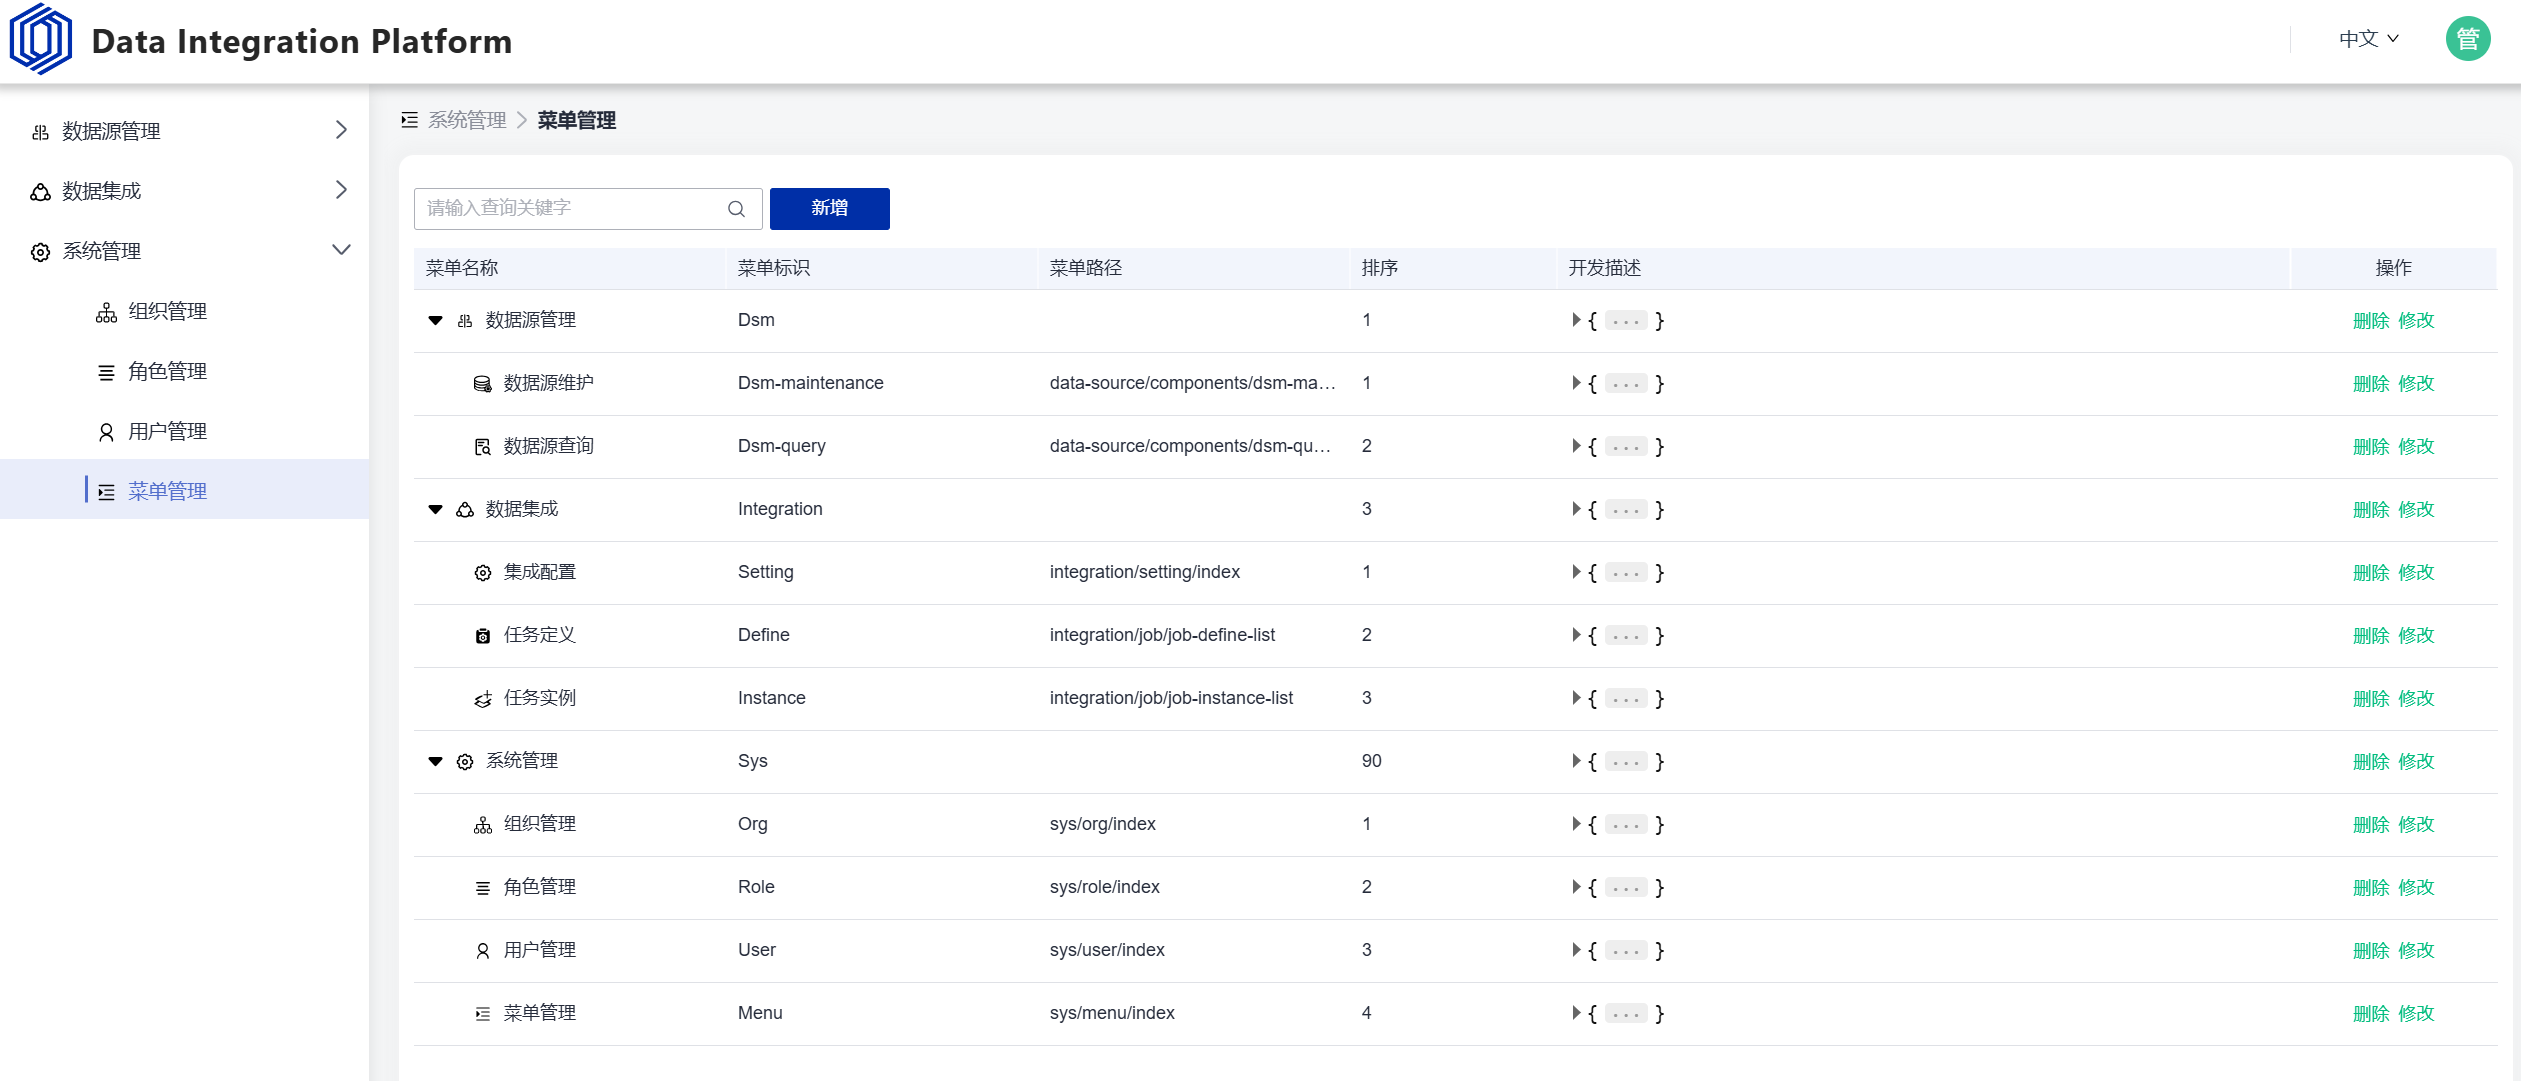 Data Integration Platform
中文
管
数据源管理
数据集成
系统管理
组织管理
角色管理
用户管理
菜单管理
系统管理 > 菜单管理
请输入查询关键字 新增
菜单名称 菜单标识 菜单路径 排序 开发描述 操作
数据源管理 Dsm 1 { ... } 删除 修改
数据源维护 Dsm-maintenance data-source/components/dsm-ma... 1 { ... } 删除 修改
数据源查询 Dsm-query data-source/components/dsm-qu... 2 { ... } 删除 修改
数据集成 Integration 3 { ... } 删除 修改
集成配置 Setting integration/setting/index 1 { ... } 删除 修改
任务定义 Define integration/job/job-define-list 2 { ... } 删除 修改
任务实例 Instance integration/job/job-instance-list 3 { ... } 删除 修改
系统管理 Sys 90 { ... } 删除 修改
组织管理 Org sys/org/index 1 { ... } 删除 修改
角色管理 Role sys/role/index 2 { ... } 删除 修改
用户管理 User sys/user/index 3 { ... } 删除 修改
菜单管理 Menu sys/menu/index 4 { ... } 删除 修改